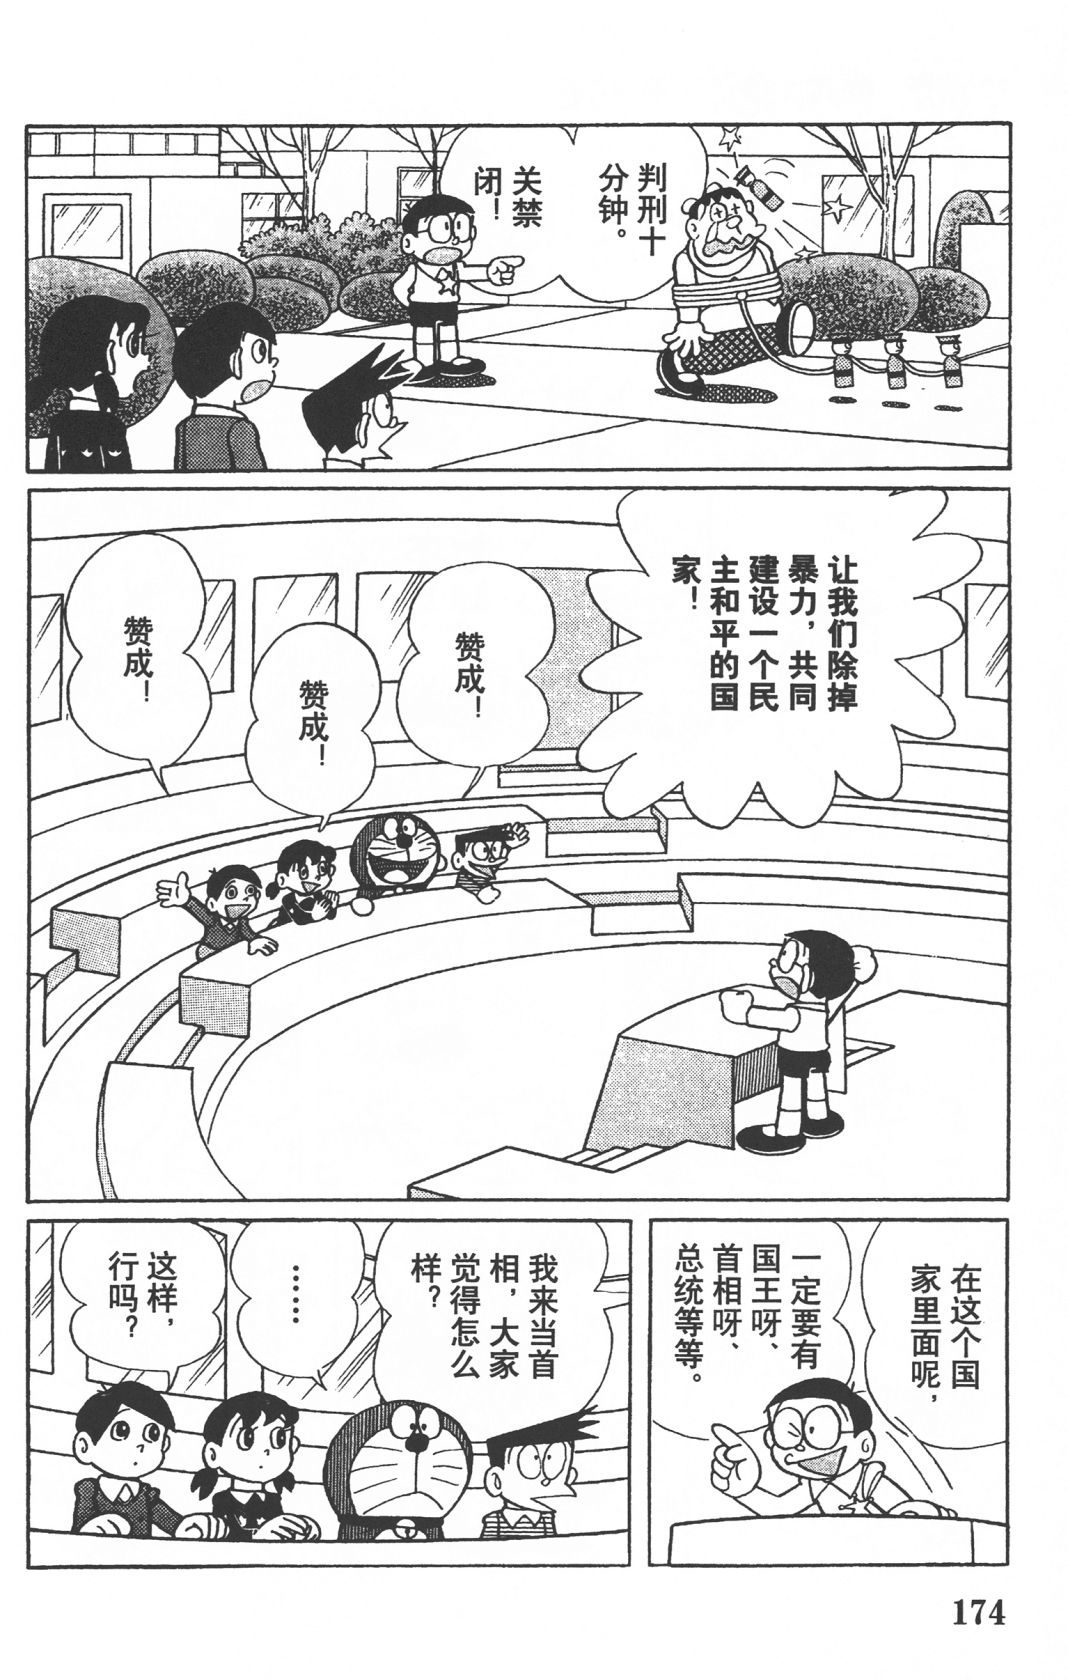 判刑十
分钟。
关禁
闭！
让我们除掉
暴力，共同
建设一个民
主和平的国
家！
赞成！
赞成！
赞成！
在这个国
家里面呢，
一定要有
国王呀、
首相呀、
总统等等。
我来当首
相，大家
觉得怎么
样？
……
这样，
行吗？
174